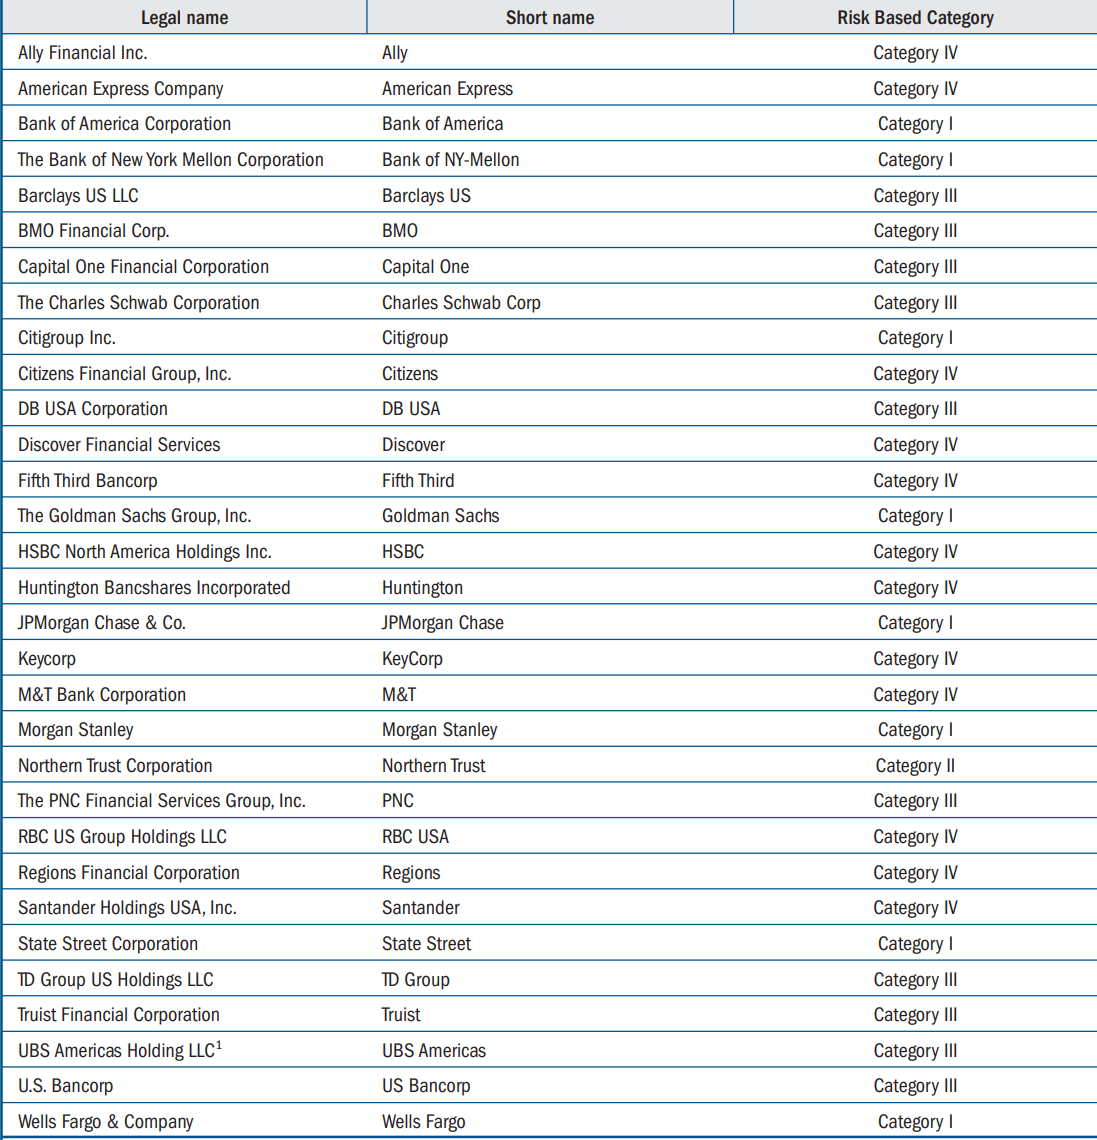 Legal name Short name Risk Based Category
Ally Financial Inc. Ally Category IV
American Express Company American Express Category IV
Bank of America Corporation Bank of America Category I
The Bank of New York Mellon Corporation Bank of NY-Mellon Category I
Barclays US LLC Barclays US Category III
BMO Financial Corp. BMO Category III
Capital One Financial Corporation Capital One Category III
The Charles Schwab Corporation Charles Schwab Corp Category III
Citigroup Inc. Citigroup Category I
Citizens Financial Group, Inc. Citizens Category IV
DB USA Corporation DB USA Category III
Discover Financial Services Discover Category IV
Fifth Third Bancorp Fifth Third Category IV
The Goldman Sachs Group, Inc. Goldman Sachs Category I
HSBC North America Holdings Inc. HSBC Category IV
Huntington Bancshares Incorporated Huntington Category IV
JPMorgan Chase & Co. JPMorgan Chase Category I
Keycorp KeyCorp Category IV
M&T Bank Corporation M&T Category IV
Morgan Stanley Morgan Stanley Category I
Northern Trust Corporation Northern Trust Category II
The PNC Financial Services Group, Inc. PNC Category III
RBC US Group Holdings LLC RBC USA Category IV
Regions Financial Corporation Regions Category IV
Santander Holdings USA, Inc. Santander Category IV
State Street Corporation State Street Category I
TD Group US Holdings LLC TD Group Category III
Truist Financial Corporation Truist Category III
UBS Americas Holding LLC¹ UBS Americas Category III
U.S. Bancorp US Bancorp Category III
Wells Fargo & Company Wells Fargo Category I